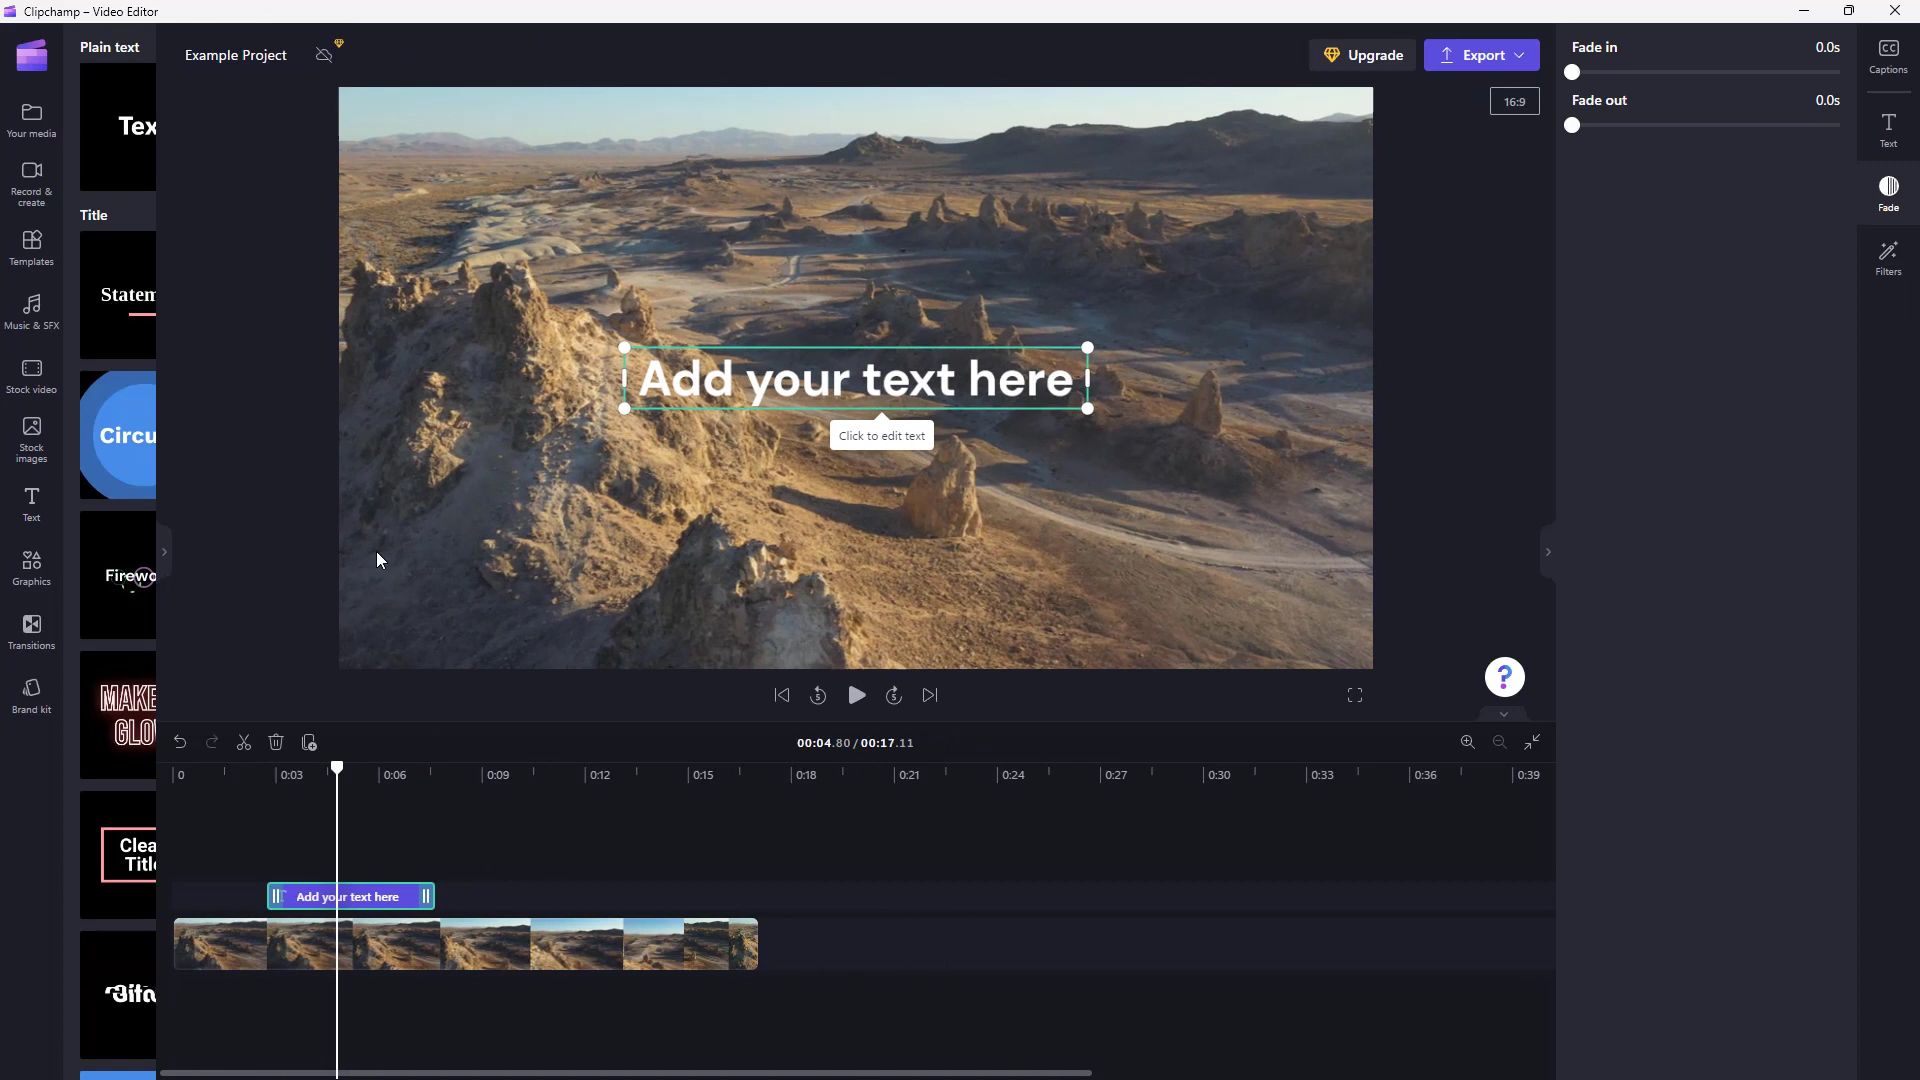 Clipchamp – Video Editor
Plain text
Tex
Title
Statem
Circu
Firewo
MAKE
GLO
Clea
Titl
Your media
Record &
create
Templates
Music & SFX
Stock video
Stock
images
Text
Graphics
Transitions
Brand kit
Example Project
Upgrade
Export
16:9
Add your text here
Click to edit text
5
5
?
00:04.80 / 00:17.11
0
0:03
0:06
0:09
0:12
0:15
0:18
0:21
0:24
0:27
0:30
0:33
0:36
0:39
Add your text here
Fade in
0.0s
Fade out
0.0s
CC
Captions
Text
Fade
Filters